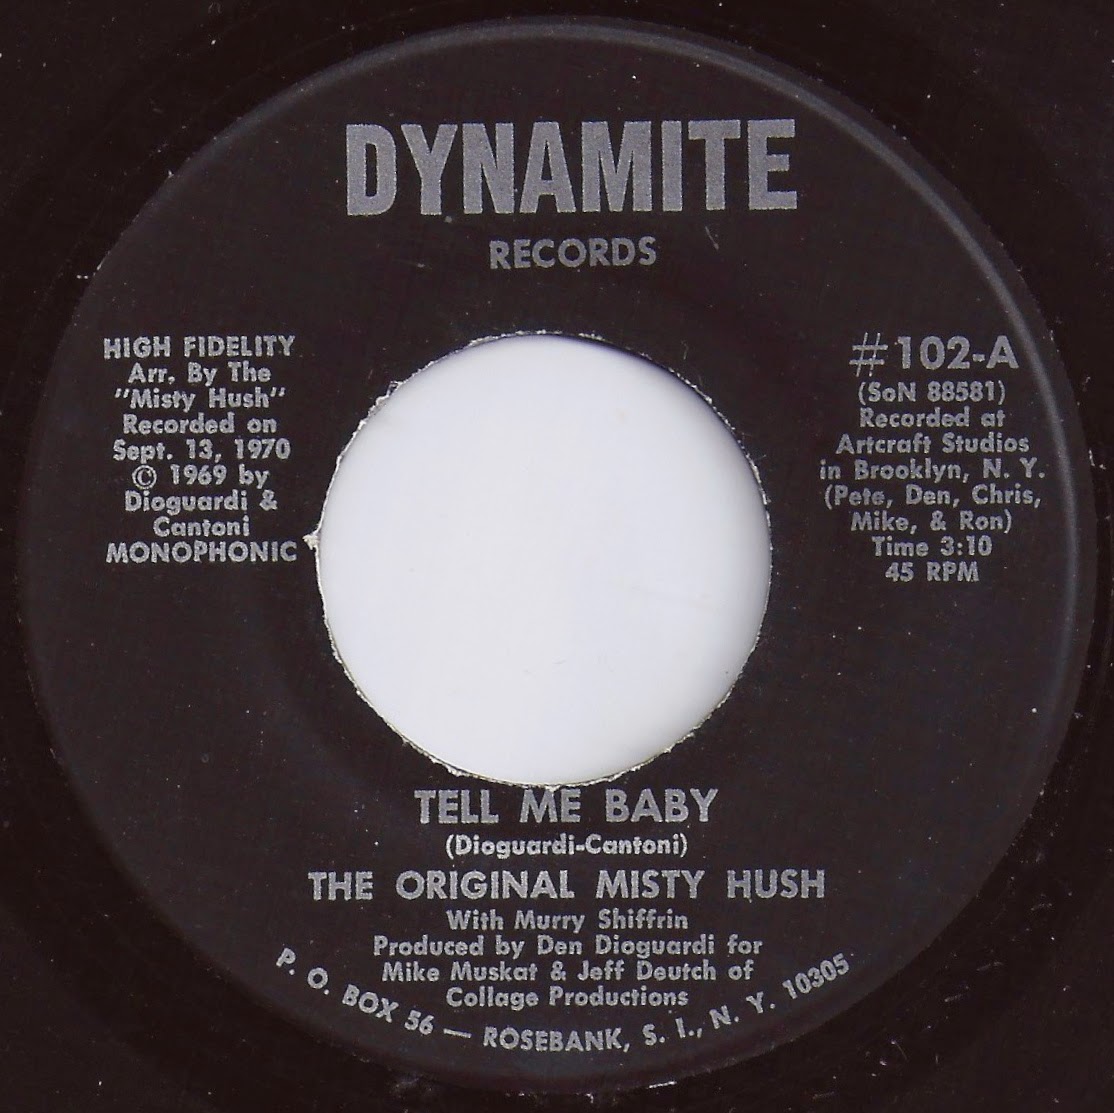 DYNAMITE
RECORDS
HIGH FIDELITY
Arr. By The
"Misty Hush"
Recorded on
Sept. 13, 1970
© 1969 by
Dioguardi &
Cantoni
MONOPHONIC
#102-A
(SoN 88581)
Recorded at
Artcraft Studios
in Brooklyn, N. Y.
(Pete, Den, Chris,
Mike, & Ron)
Time 3:10
45 RPM
TELL ME BABY
(Dioguardi-Cantoni)
THE ORIGINAL MISTY HUSH
With Murry Shiffrin
Produced by Den Dioguardi for
Mike Muskat & Jeff Deutch of
Collage Productions
P. O. BOX 56 — ROSEBANK, S. I., N. Y. 10305